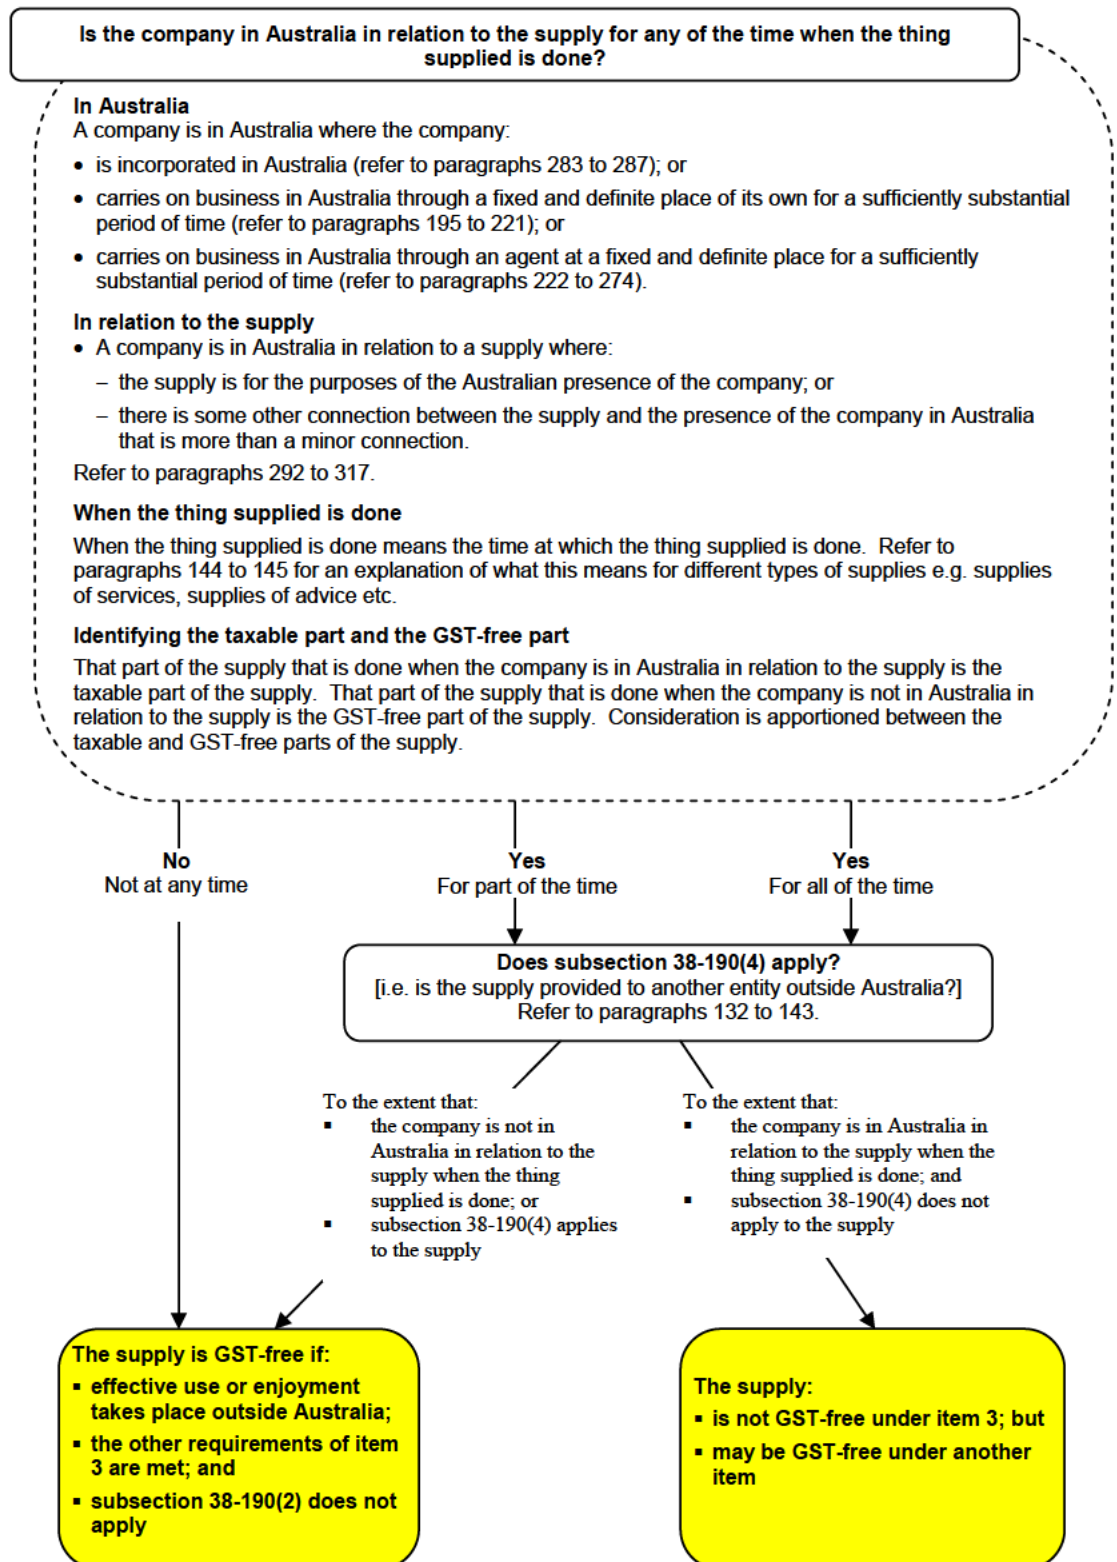 Is the company in Australia in relation to the supply for any of the time when the thing
supplied is done?
In Australia
A company is in Australia where the company:
• is incorporated in Australia (refer to paragraphs 283 to 287); or
• carries on business in Australia through a fixed and definite place of its own for a sufficiently substantial
period of time (refer to paragraphs 195 to 221); or
• carries on business in Australia through an agent at a fixed and definite place for a sufficiently
substantial period of time (refer to paragraphs 222 to 274).
In relation to the supply
• A company is in Australia in relation to a supply where:
– the supply is for the purposes of the Australian presence of the company; or
– there is some other connection between the supply and the presence of the company in Australia
that is more than a minor connection.
Refer to paragraphs 292 to 317.
When the thing supplied is done
When the thing supplied is done means the time at which the thing supplied is done. Refer to
paragraphs 144 to 145 for an explanation of what this means for different types of supplies e.g. supplies
of services, supplies of advice etc.
Identifying the taxable part and the GST-free part
That part of the supply that is done when the company is in Australia in relation to the supply is the
taxable part of the supply. That part of the supply that is done when the company is not in Australia in
relation to the supply is the GST-free part of the supply. Consideration is apportioned between the
taxable and GST-free parts of the supply.
No
Not at any time
Yes
For part of the time
Yes
For all of the time
Does subsection 38-190(4) apply?
[i.e. is the supply provided to another entity outside Australia?]
Refer to paragraphs 132 to 143.
To the extent that:
▪ the company is not in
Australia in relation to the
supply when the thing
supplied is done; or
▪ subsection 38-190(4) applies
to the supply
To the extent that:
▪ the company is in Australia in
relation to the supply when the
thing supplied is done; and
▪ subsection 38-190(4) does not
apply to the supply
The supply is GST-free if:
▪ effective use or enjoyment
takes place outside Australia;
▪ the other requirements of item
3 are met; and
▪ subsection 38-190(2) does not
apply
The supply:
▪ is not GST-free under item 3; but
▪ may be GST-free under another
item